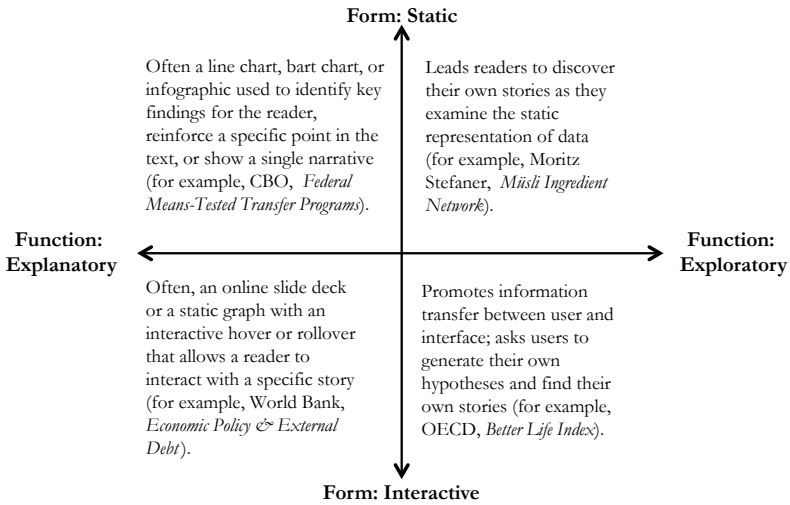 Form: Static
Often a line chart, bart chart, or
infographic used to identify key
findings for the reader,
reinforce a specific point in the
text, or show a single narrative
(for example, CBO, Federal
Means-Tested Transfer Programs).
Leads readers to discover
their own stories as they
examine the static
representation of data
(for example, Moritz
Stefaner, Müsli Ingredient
Network).
Function:
Explanatory
Function:
Exploratory
Often, an online slide deck
or a static graph with an
interactive hover or rollover
that allows a reader to
interact with a specific story
(for example, World Bank,
Economic Policy & External
Debt).
Promotes information
transfer between user and
interface; asks users to
generate their own
hypotheses and find their
own stories (for example,
OECD, Better Life Index).
Form: Interactive